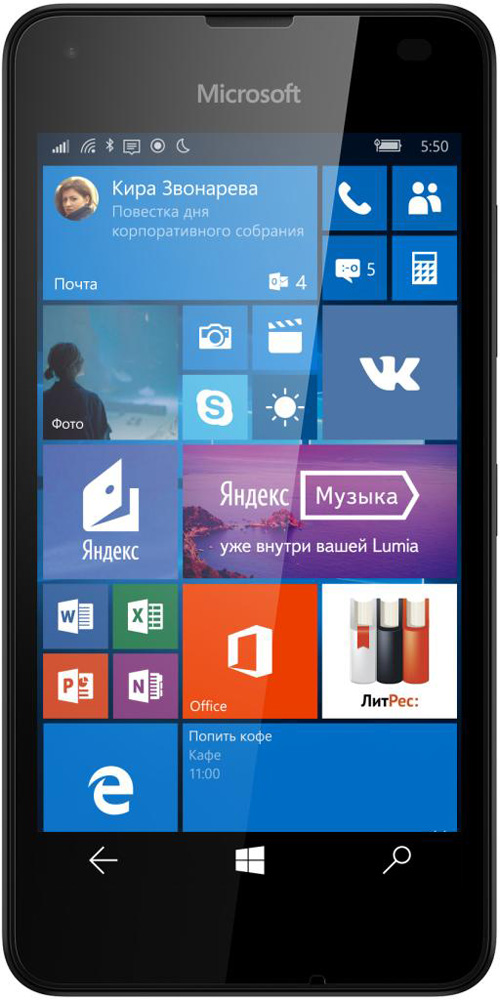 Microsoft
5:50
Кира Звонарева
Повестка дня
корпоративного собрания
Почта
4
:-o 5
Фото
S
VK
Яндекс
Яндекс Музыка
уже внутри вашей Lumia
W
X
P
N
Office
ЛитРес:
Попить кофе
Кафе
11:00